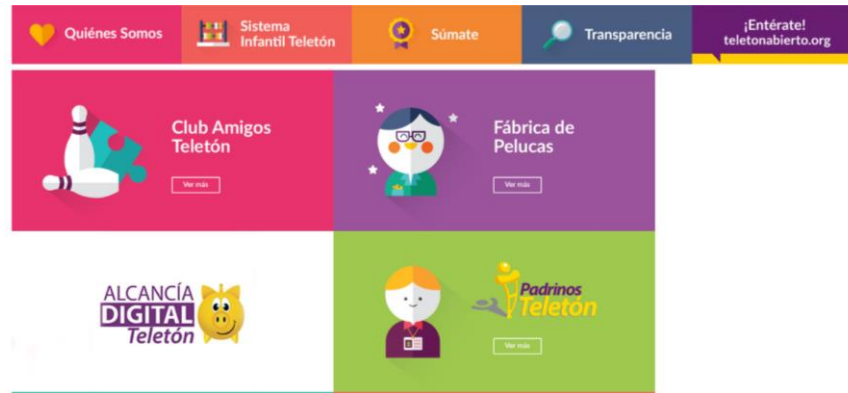 Quiénes Somos
Sistema
Infantil Teletón
Súmate
Transparencia
¡Entérate!
teletonabierto.org
Club Amigos
Teletón
Ver más
Fábrica de
Pelucas
Ver más
ALCANCÍA
DIGITAL
Teletón
Padrinos
Teletón
Ver más